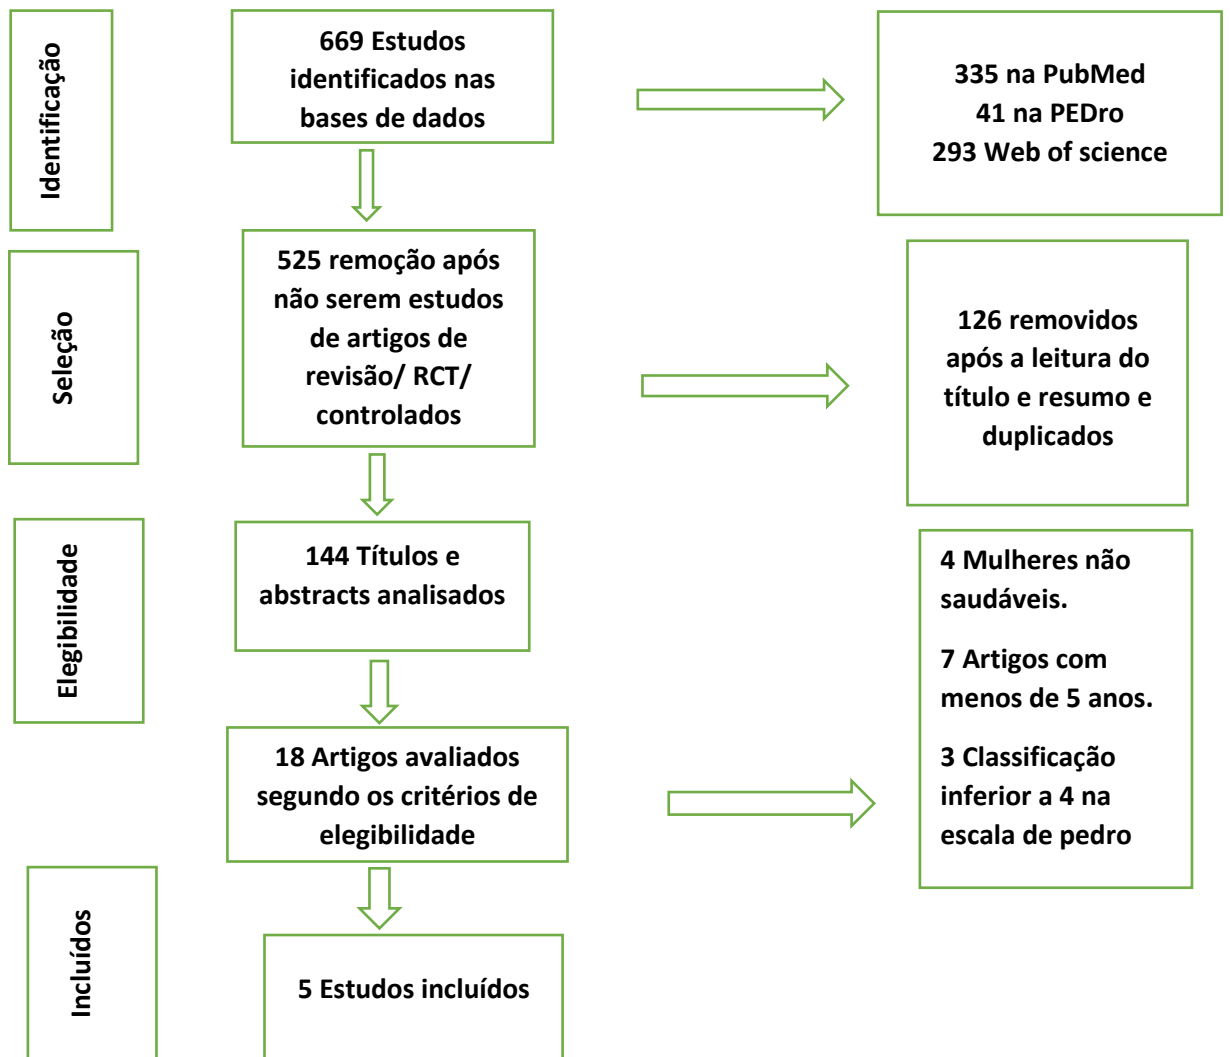 Identificação
669 Estudos
identificados nas
bases de dados
335 na PubMed
41 na PEDro
293 Web of science
Seleção
525 remoção após
não serem estudos
de artigos de
revisão/ RCT/
controlados
126 removidos
após a leitura do
título e resumo e
duplicados
Elegibilidade
144 Títulos e
abstracts analisados
18 Artigos avaliados
segundo os critérios de
elegibilidade
4 Mulheres não
saudáveis.
7 Artigos com
menos de 5 anos.
3 Classificação
inferior a 4 na
escala de pedro
Incluídos
5 Estudos incluídos